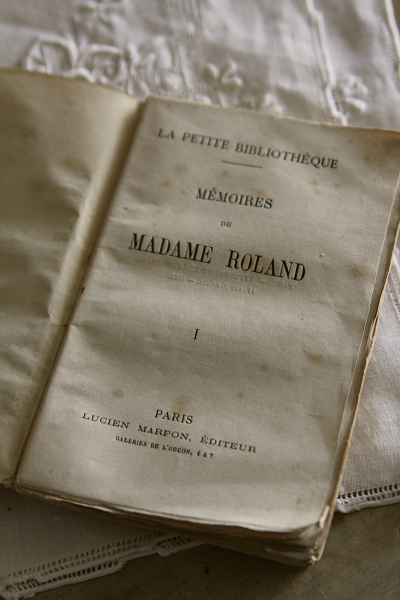 LA PETITE BIBLIOTHÈQUE
MÉMOIRES
DE
MADAME ROLAND
I
PARIS
LUCIEN MARPON, ÉDITEUR
GALERIES DE L'ODÉON, 4 A 7